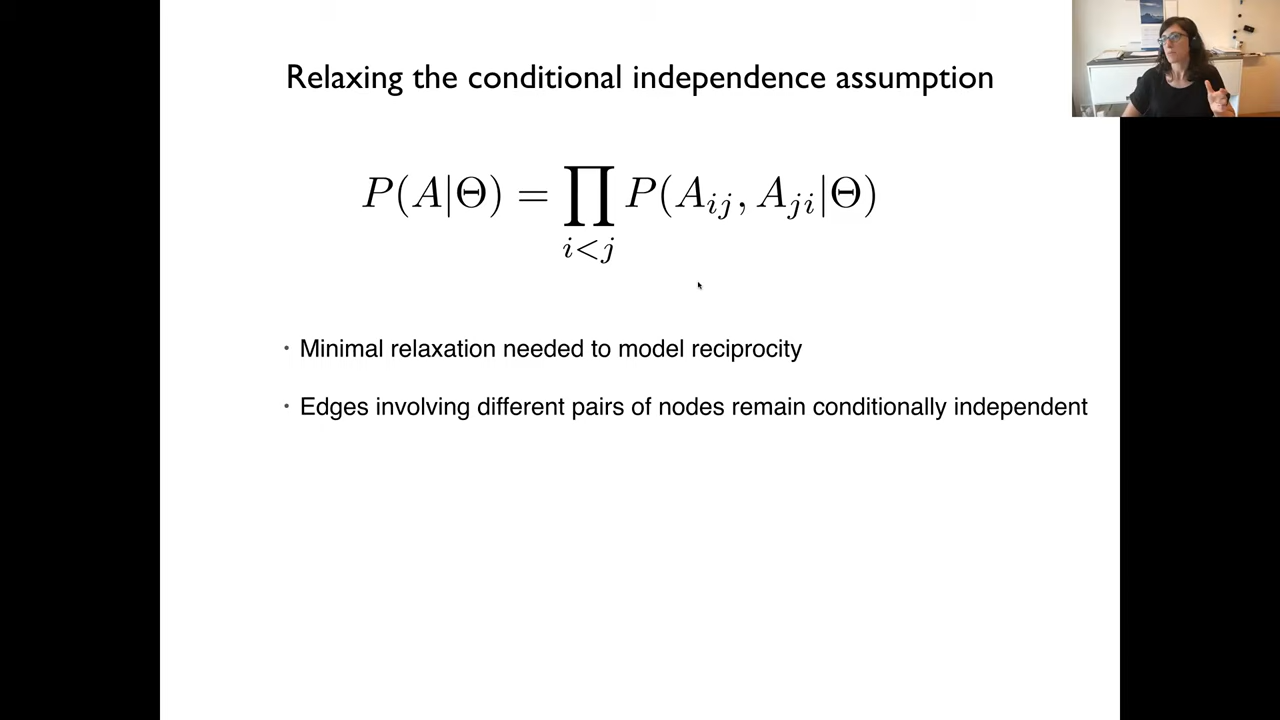 Relaxing the conditional independence assumption
P(A|Θ) = ∏_{i<j} P(A_{ij}, A_{ji}|Θ)
• Minimal relaxation needed to model reciprocity
• Edges involving different pairs of nodes remain conditionally independent